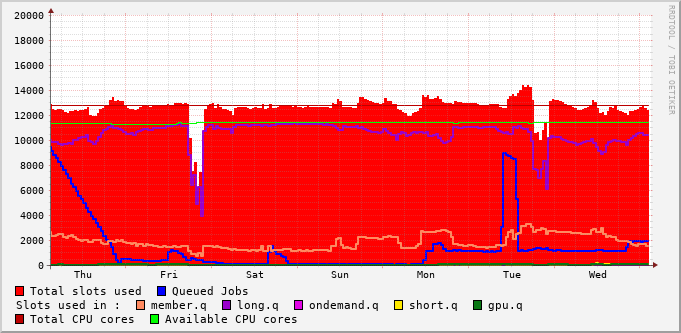 20000
18000
16000
14000
12000
10000
8000
6000
4000
2000
0
Thu Fri Sat Sun Mon Tue Wed
Total slots used Queued Jobs
Slots used in : member.q long.q ondemand.q short.q gpu.q
Total CPU cores Available CPU cores
RRDTOOL / TOBI OETIKER